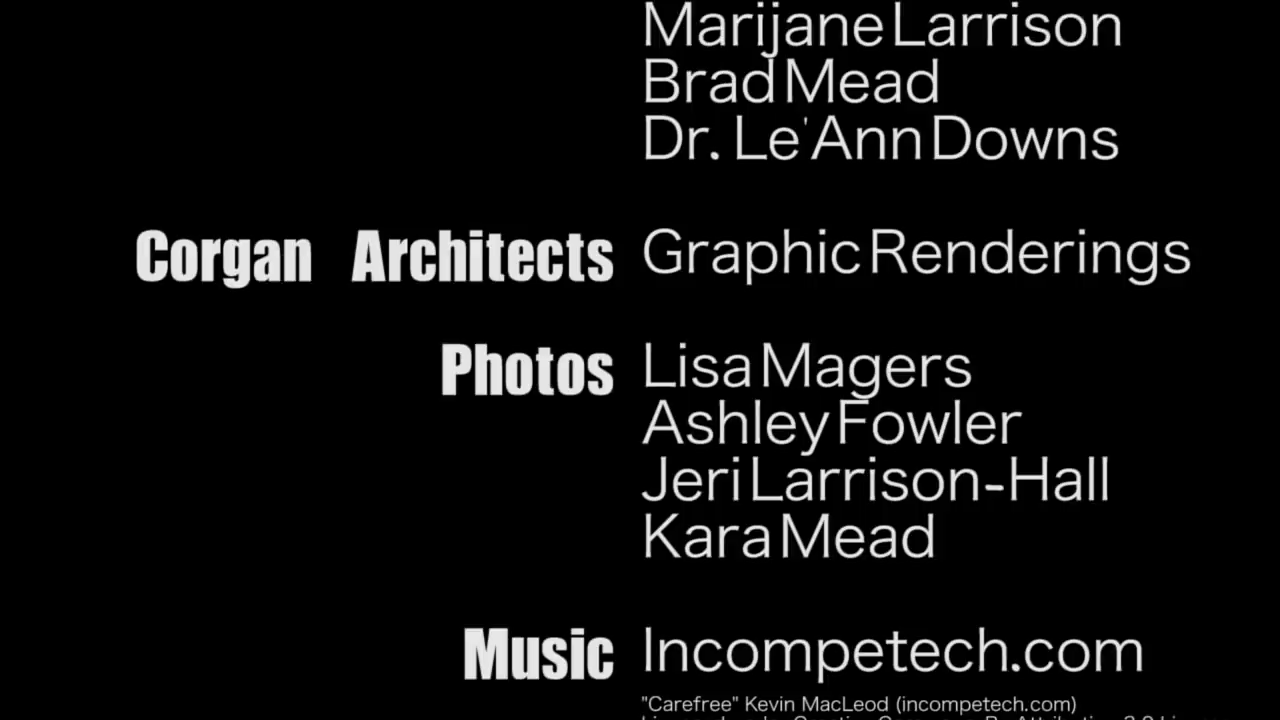 Marijane Larrison
Brad Mead
Dr. Le'Ann Downs
Corgan Architects Graphic Renderings
Photos Lisa Magers
Ashley Fowler
Jeri Larrison-Hall
Kara Mead
Music Incompetech.com
"Carefree" Kevin MacLeod (incompetech.com)